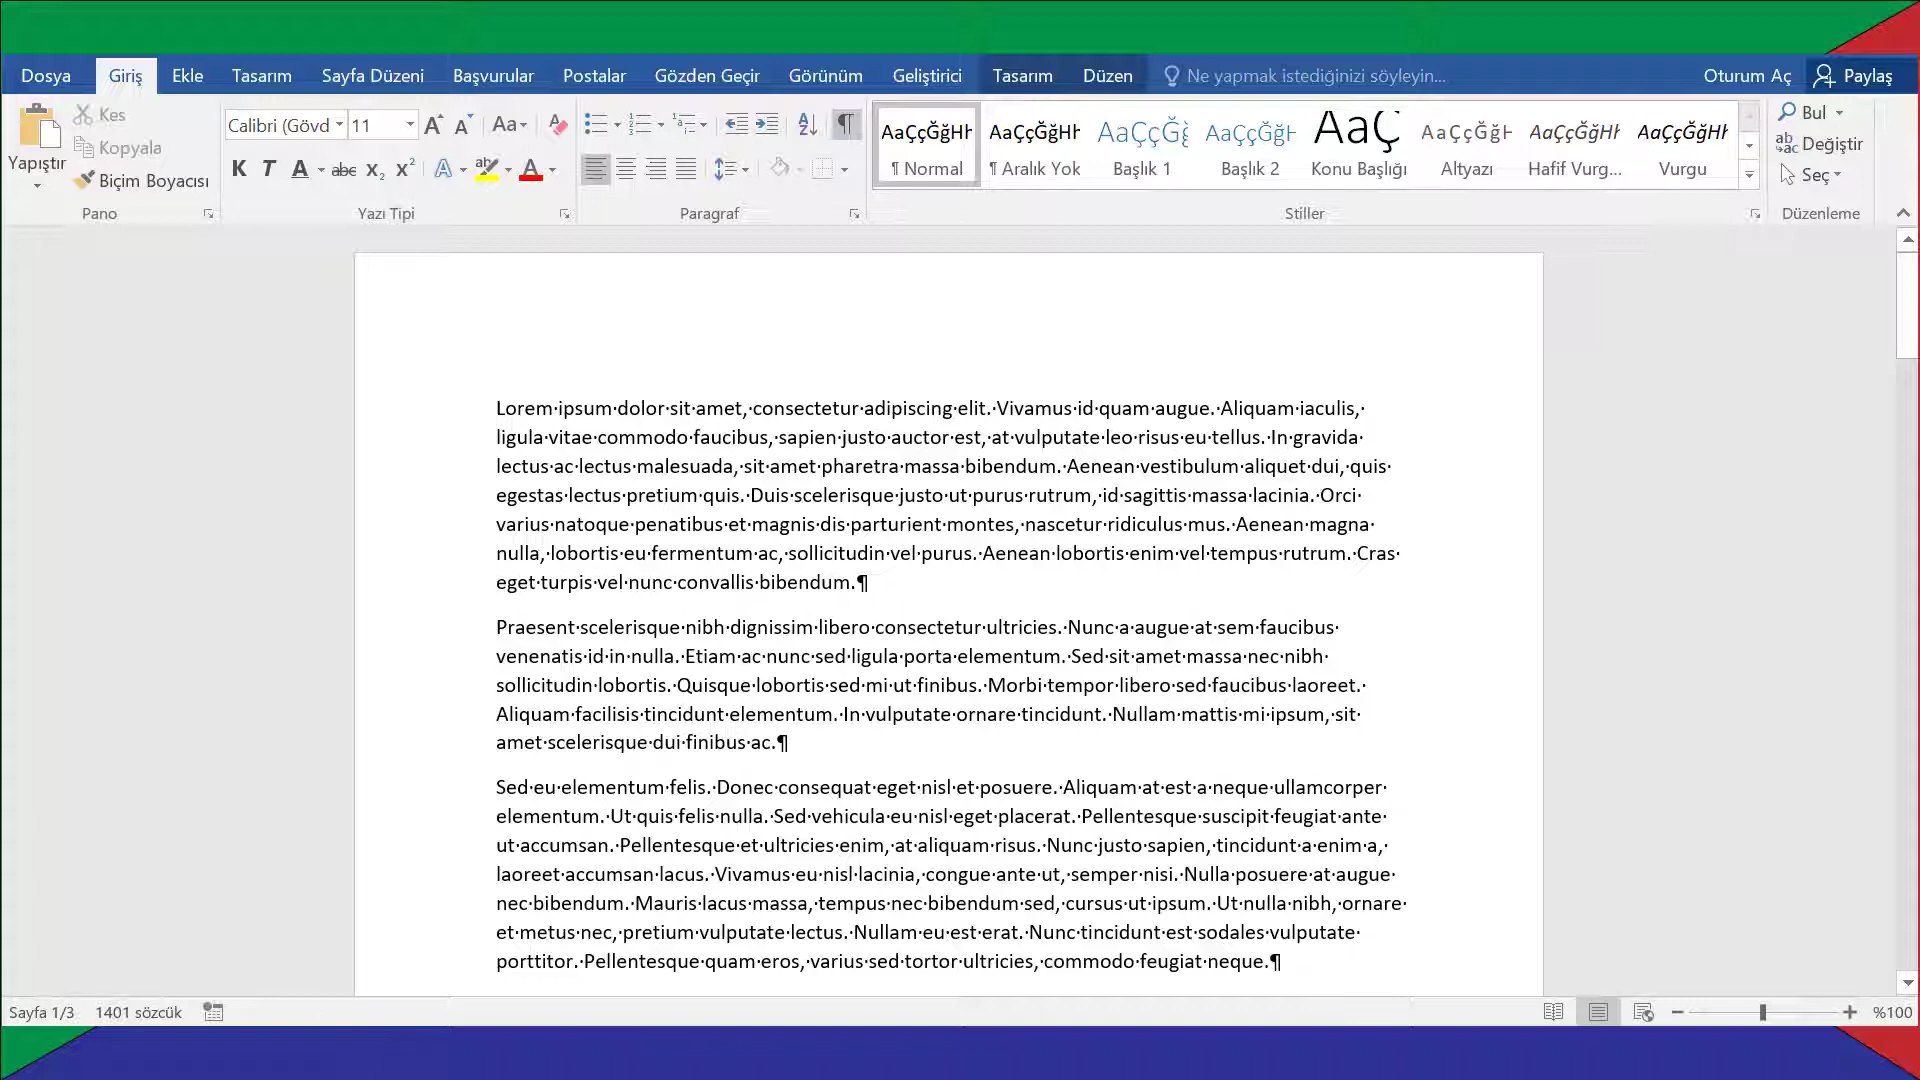 Dosya Giriş Ekle Tasarım Sayfa Düzeni Başvurular Postalar Gözden Geçir Görünüm Geliştirici Tasarım Düzen Ne yapmak istediğinizi söyleyin... Oturum Aç Paylaş
Yapıştır
Kes
Kopyala
Biçim Boyacısı
Pano
Calibri (Gövd 11 A A Aa
K T A abc x₂ x² A ab A
Yazı Tipi
Paragraf
AaÇçĞğHł AaÇçĞğHł AaÇçĞğ AaÇçĞğH AaÇ AaÇçĞğH AaÇçĞğHł AaÇçĞğHł
¶ Normal ¶ Aralık Yok Başlık 1 Başlık 2 Konu Başlığı Altyazı Hafif Vurg... Vurgu
Stiller
Bul
Değiştir
Seç
Düzenleme
Lorem·ipsum·dolor·sit·amet,·consectetur·adipiscing·elit.·Vivamus·id·quam·augue.·Aliquam·iaculis,·
ligula·vitae·commodo·faucibus,·sapien·justo·auctor·est,·at·vulputate·leo·risus·eu·tellus.·In·gravida·
lectus·ac·lectus·malesuada,·sit·amet·pharetra·massa·bibendum.·Aenean·vestibulum·aliquet·dui,·quis·
egestas·lectus·pretium·quis.·Duis·scelerisque·justo·ut·purus·rutrum,·id·sagittis·massa·lacinia.·Orci·
varius·natoque·penatibus·et·magnis·dis·parturient·montes,·nascetur·ridiculus·mus.·Aenean·magna·
nulla,·lobortis·eu·fermentum·ac,·sollicitudin·vel·purus.·Aenean·lobortis·enim·vel·tempus·rutrum.·Cras·
eget·turpis·vel·nunc·convallis·bibendum.¶
Praesent·scelerisque·nibh·dignissim·libero·consectetur·ultricies.·Nunc·a·augue·at·sem·faucibus·
venenatis·id·in·nulla.·Etiam·ac·nunc·sed·ligula·porta·elementum.·Sed·sit·amet·massa·nec·nibh·
sollicitudin·lobortis.·Quisque·lobortis·sed·mi·ut·finibus.·Morbi·tempor·libero·sed·faucibus·laoreet.·
Aliquam·facilisis·tincidunt·elementum.·In·vulputate·ornare·tincidunt.·Nullam·mattis·mi·ipsum,·sit·
amet·scelerisque·dui·finibus·ac.¶
Sed·eu·elementum·felis.·Donec·consequat·eget·nisl·et·posuere.·Aliquam·at·est·a·neque·ullamcorper·
elementum.·Ut·quis·felis·nulla.·Sed·vehicula·eu·nisl·eget·placerat.·Pellentesque·suscipit·feugiat·ante·
ut·accumsan.·Pellentesque·et·ultricies·enim,·at·aliquam·risus.·Nunc·justo·sapien,·tincidunt·a·enim·a,·
laoreet·accumsan·lacus.·Vivamus·eu·nisl·lacinia,·congue·ante·ut,·semper·nisi.·Nulla·posuere·at·augue·
nec·bibendum.·Mauris·lacus·massa,·tempus·nec·bibendum·sed,·cursus·ut·ipsum.·Ut·nulla·nibh,·ornare·
et·metus·nec,·pretium·vulputate·lectus.·Nullam·eu·est·erat.·Nunc·tincidunt·est·sodales·vulputate·
porttitor.·Pellentesque·quam·eros,·varius·sed·tortor·ultricies,·commodo·feugiat·neque.¶
Sayfa 1/3 1401 sözcük %100